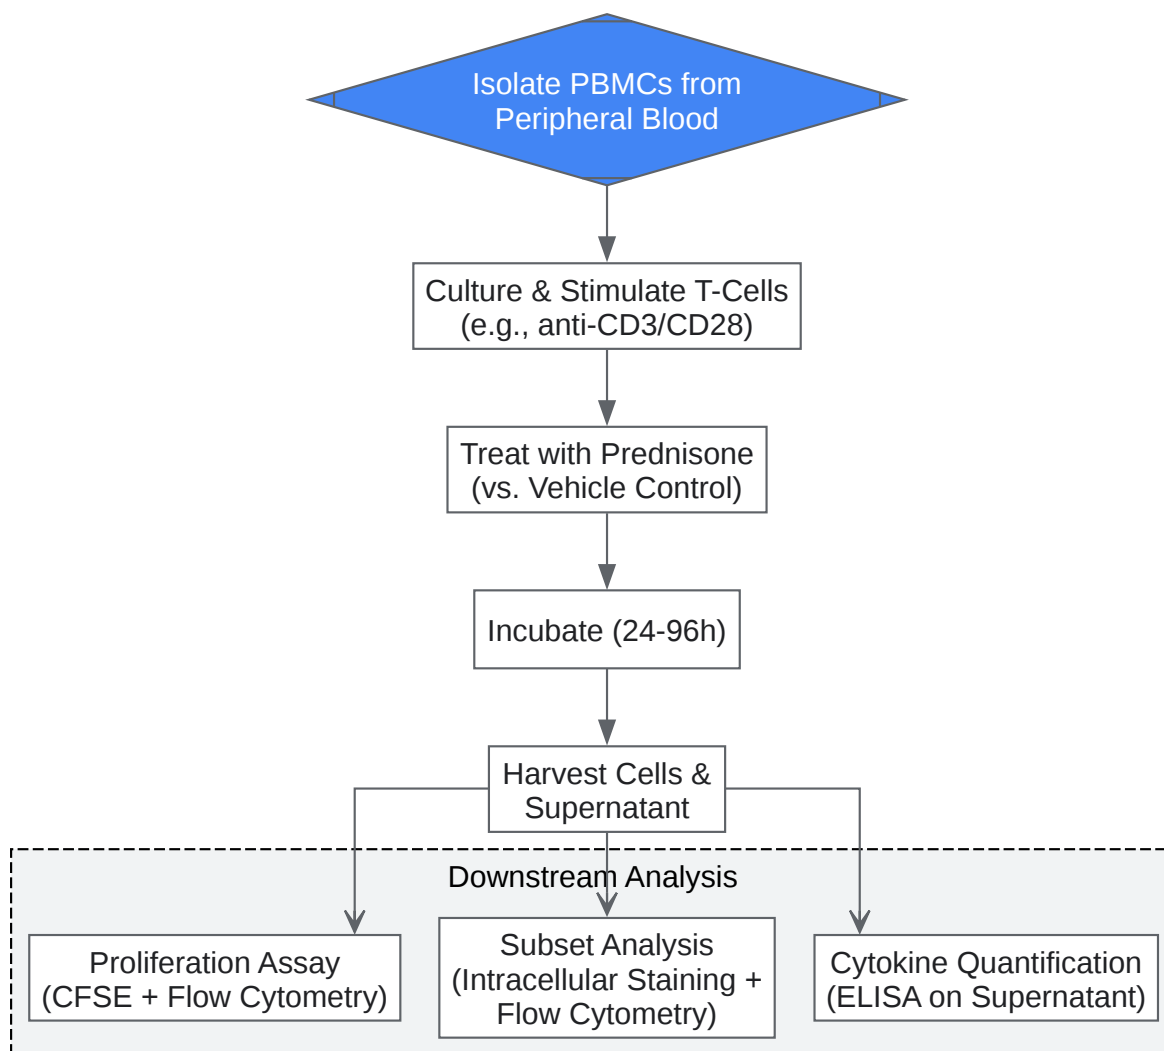 Isolate PBMCs from
Peripheral Blood
Culture & Stimulate T-Cells
(e.g., anti-CD3/CD28)
Treat with Prednisone
(vs. Vehicle Control)
Incubate (24-96h)
Harvest Cells &
Supernatant
Downstream Analysis
Proliferation Assay
(CFSE + Flow Cytometry)
Subset Analysis
(Intracellular Staining +
Flow Cytometry)
Cytokine Quantification
(ELISA on Supernatant)